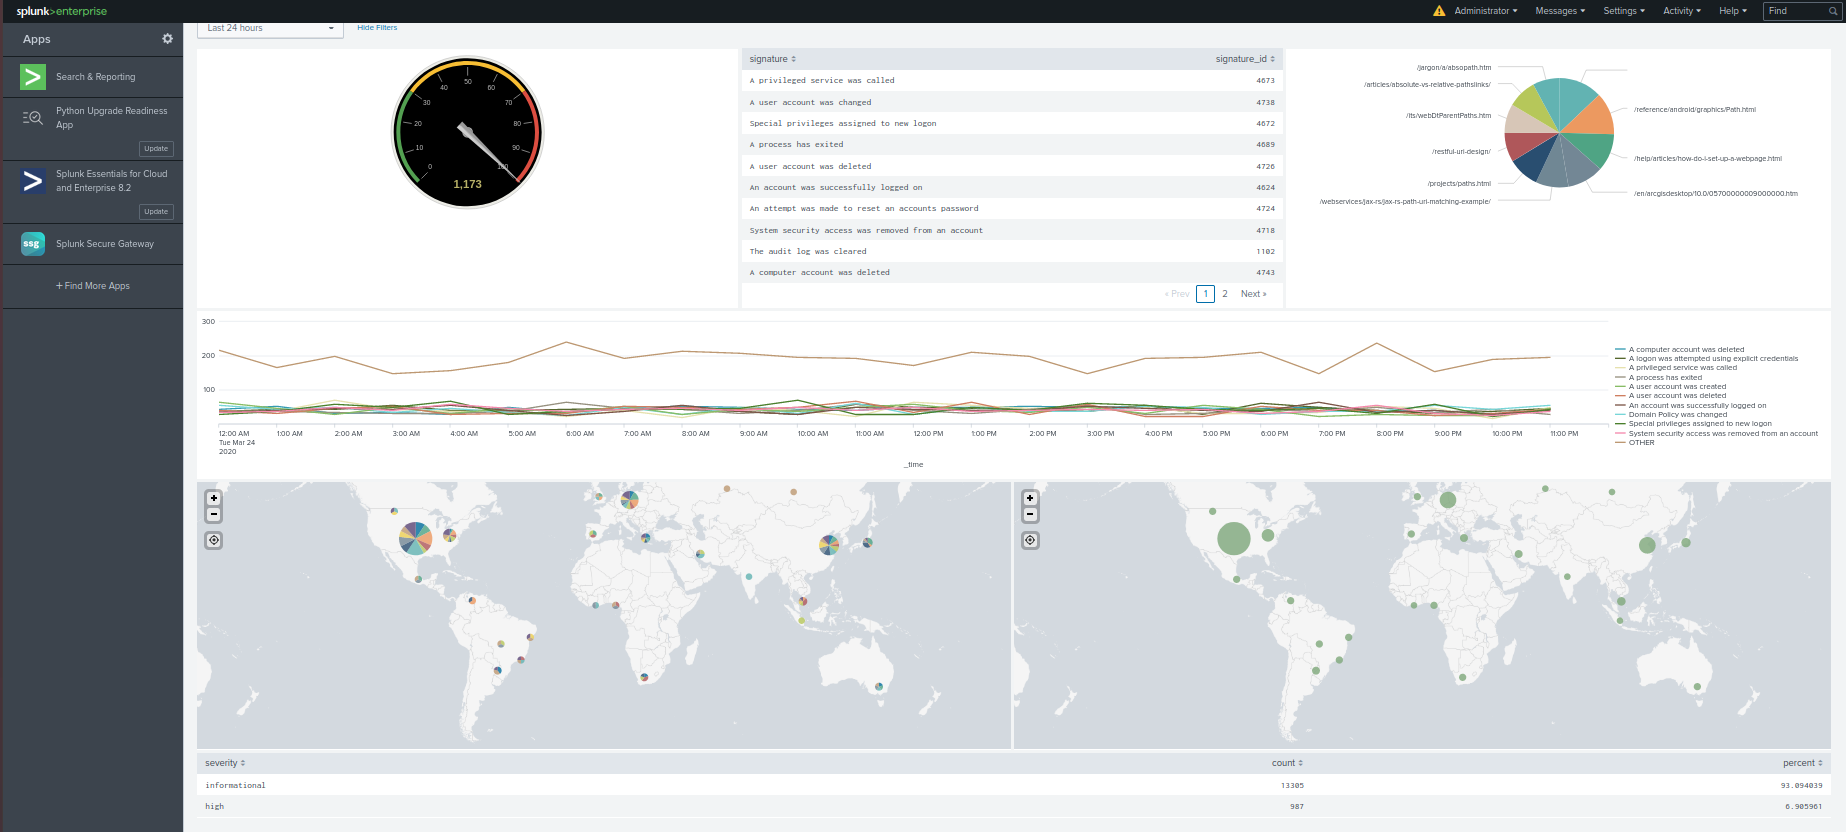 splunk>enterprise
Administrator
Messages
Settings
Activity
Help
Find
Apps
Search & Reporting
Python Upgrade Readiness
App
Update
Splunk Essentials for Cloud
and Enterprise 8.2
Update
ssg
Splunk Secure Gateway
+ Find More Apps
Last 24 hours
Hide Filters
0
10
20
30
40
50
60
70
80
90
100
1,173
signature
signature_id
A privileged service was called 4673
A user account was changed 4738
Special privileges assigned to new logon 4672
A process has exited 4689
A user account was deleted 4726
An account was successfully logged on 4624
An attempt was made to reset an accounts password 4724
System security access was removed from an account 4718
The audit log was cleared 1102
A computer account was deleted 4743
« Prev 1 2 Next »
/jargon/a/absopath.htm
/articles/absolute-vs-relative-pathslinks/
/its/webDtParentPaths.htm
/restful-uri-design/
/projects/paths.html
/webservices/jax-rs/jax-rs-path-uri-matching-example/
/reference/android/graphics/Path.html
/help/articles/how-do-i-set-up-a-webpage.html
/en/arcgisdesktop/10.0/05700000009000000.htm
300
200
100
12:00 AM
Tue Mar 24
2020
1:00 AM
2:00 AM
3:00 AM
4:00 AM
5:00 AM
6:00 AM
7:00 AM
8:00 AM
9:00 AM
10:00 AM
11:00 AM
12:00 PM
1:00 PM
2:00 PM
3:00 PM
4:00 PM
5:00 PM
6:00 PM
7:00 PM
8:00 PM
9:00 PM
10:00 PM
11:00 PM
_time
A computer account was deleted
A logon was attempted using explicit credentials
A privileged service was called
A process has exited
A user account was created
A user account was deleted
An account was successfully logged on
Domain Policy was changed
Special privileges assigned to new logon
System security access was removed from an account
OTHER
+
−
+
−
severity count percent
informational 13305 93.094039
high 987 6.905961